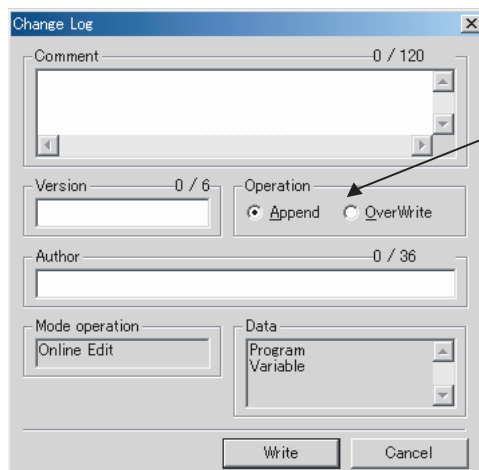 Change Log
Comment 0 / 120
Version 0 / 6
Operation
Append OverWrite
Author 0 / 36
Mode operation
Online Edit
Data
Program
Variable
Write Cancel